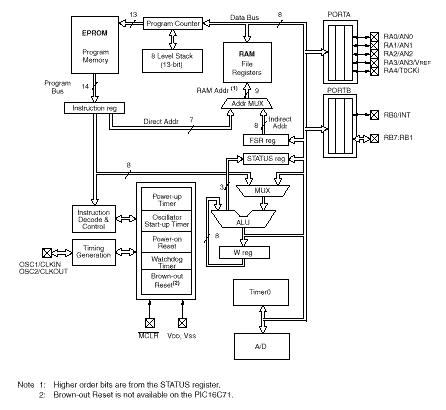 13
Data Bus
8
PORTA
EPROM
Program
Memory
Program Counter
8 Level Stack
(13-bit)
RAM
File
Registers
RA0/AN0
RA1/AN1
RA2/AN2
RA3/AN3/VREF
RA4/T0CKI
Program
Bus
14
RAM Addr (1)
9
PORTB
Instruction reg
Addr MUX
Direct Addr
7
8
Indirect
Addr
RB0/INT
FSR reg
RB7:RB1
STATUS reg
8
3
MUX
Power-up
Timer
Instruction
Decode &
Control
Oscillator
Start-up Timer
ALU
Power-on
Reset
8
Timing
Generation
Watchdog
Timer
W reg
OSC1/CLKIN
OSC2/CLKOUT
Brown-out
Reset(2)
Timer0
MCLR
VDD, VSS
A/D
Note 1: Higher order bits are from the STATUS register.
2: Brown-out Reset is not available on the PIC16C71.